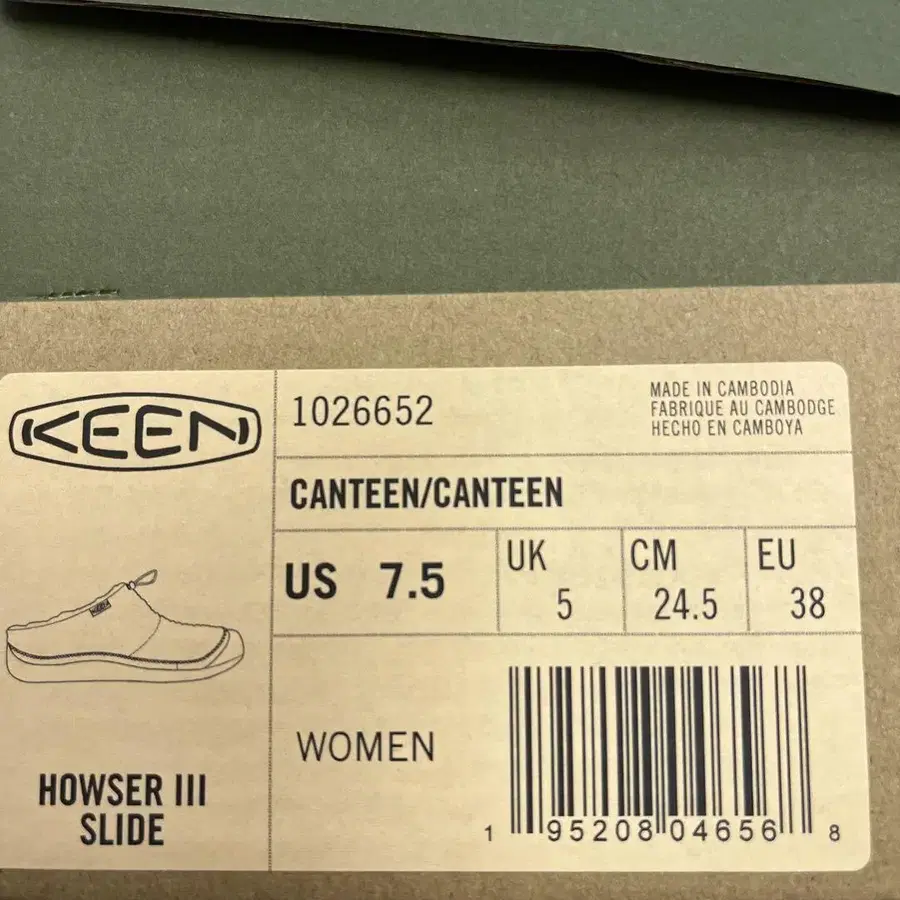 KEEN
1026652
MADE IN CAMBODIA
FABRIQUE AU CAMBODGE
HECHO EN CAMBOYA
CANTEEN/CANTEEN
US 7.5
UK 5
CM 24.5
EU 38
WOMEN
HOWSER III
SLIDE
1 95208 04656 8